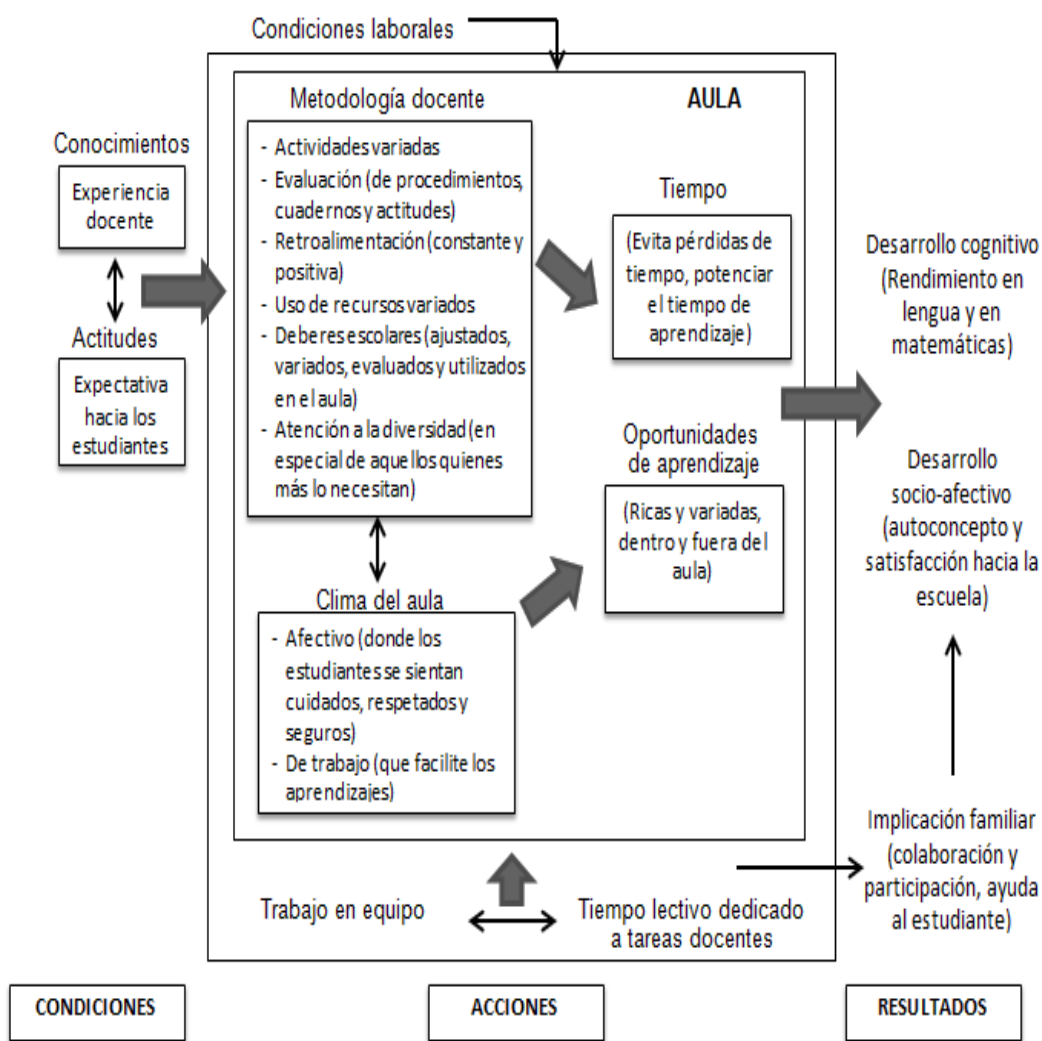 Condiciones laborales
Conocimientos
Experiencia
docente
Actitudes
Expectativa
hacia los
estudiantes
Metodología docente
- Actividades variadas
- Evaluación (de procedimientos,
cuadernos y actitudes)
- Retroalimentación (constante y
positiva)
- Uso de recursos variados
- Deberes escolares (ajustados,
variados, evaluados y utilizados
en el aula)
- Atención a la diversidad (en
especial de aquellos quienes
más lo necesitan)
Clima del aula
- Afectivo (donde los
estudiantes se sientan
cuidados, respetados y
seguros)
- De trabajo (que facilite los
aprendizajes)
AULA
Tiempo
(Evita pérdidas de
tiempo, potenciar
el tiempo de
aprendizaje)
Oportunidades
de aprendizaje
(Ricas y variadas,
dentro y fuera del
aula)
Trabajo en equipo
Tiempo lectivo dedicado
a tareas docentes
Desarrollo cognitivo
(Rendimiento en
lengua y en
matemáticas)
Desarrollo
socio-afectivo
(autoconcepto y
satisfacción hacia la
escuela)
Implicación familiar
(colaboración y
participación, ayuda
al estudiante)
CONDICIONES
ACCIONES
RESULTADOS